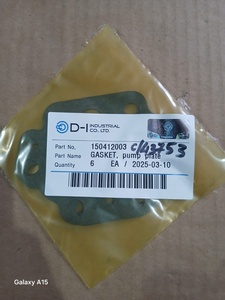 D-I INDUSTRIAL CO., LTD.
Part No. 150412003 c/43753
Part Name GASKET, pump plate
Quantity 6 EA / 2025-03-10
Galaxy A15